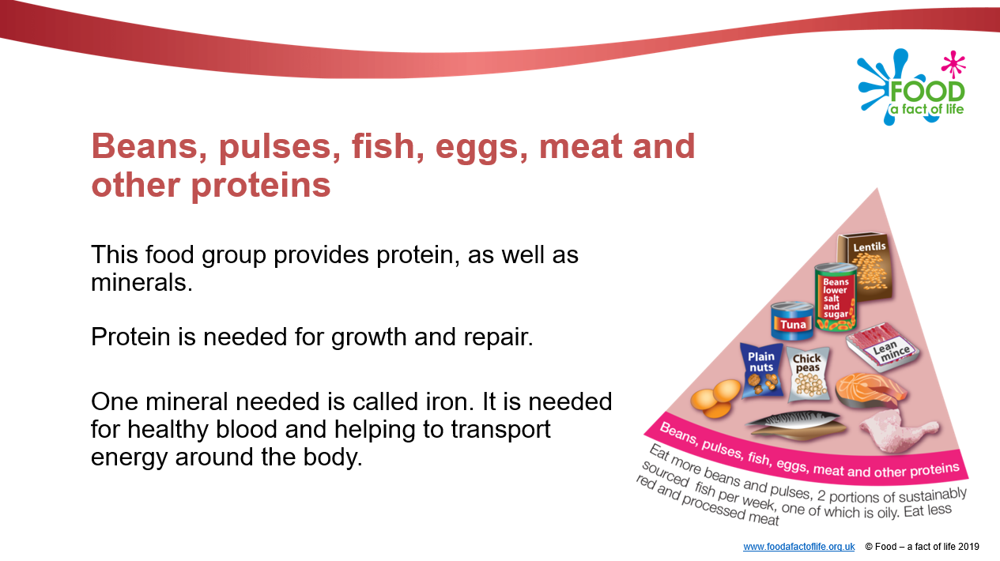 FOOD
a fact of life
Beans, pulses, fish, eggs, meat and
other proteins
This food group provides protein, as well as
minerals.
Protein is needed for growth and repair.
One mineral needed is called iron. It is needed
for healthy blood and helping to transport
energy around the body.
Lentils
Beans
lower
salt
and
sugar
Tuna
Lean
mince
Plain
nuts
Chick
peas
Beans, pulses, fish, eggs, meat and other proteins
Eat more beans and pulses, 2 portions of sustainably
sourced fish per week, one of which is oily. Eat less
red and processed meat
www.foodafactoflife.org.uk © Food – a fact of life 2019